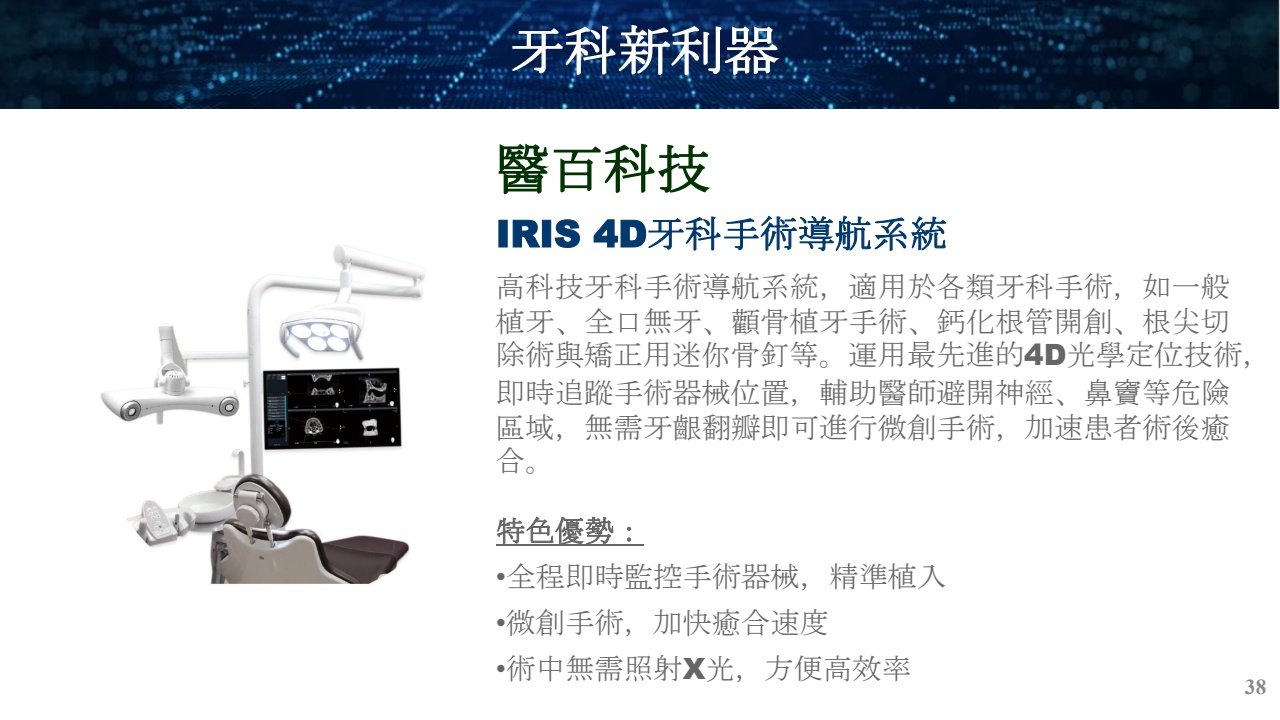 牙科新利器
醫百科技
IRIS 4D牙科手術導航系統
高科技牙科手術導航系統，適用於各類牙科手術，如一般
植牙、全口無牙、顴骨植牙手術、鈣化根管開創、根尖切
除術與矯正用迷你骨釘等。運用最先進的4D光學定位技術，
即時追蹤手術器械位置，輔助醫師避開神經、鼻竇等危險
區域，無需牙齦翻瓣即可進行微創手術，加速患者術後癒
合。
特色優勢：
•全程即時監控手術器械，精準植入
•微創手術，加快癒合速度
•術中無需照射X光，方便高效率
38